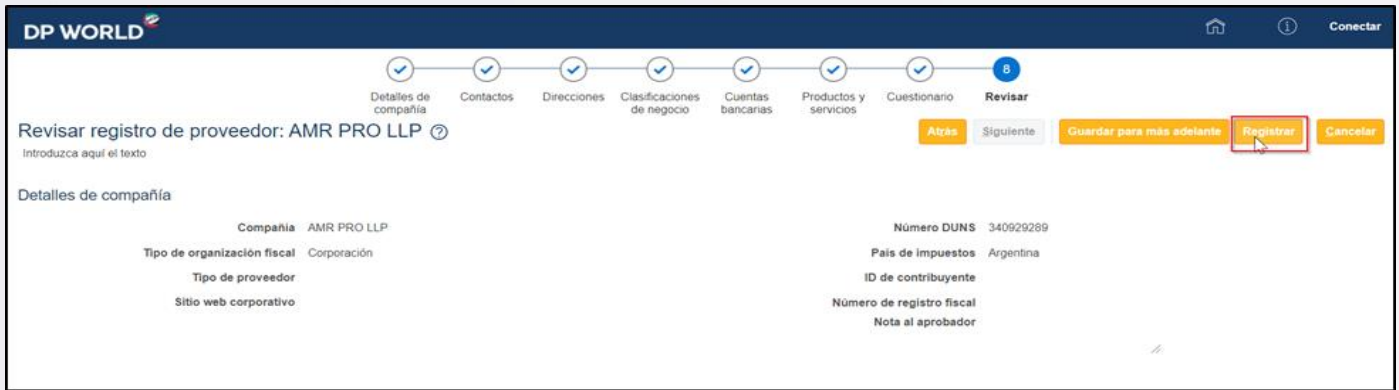 DP WORLD
Conectar
8
Detalles de compañía
Contactos
Direcciones
Clasificaciones de negocio
Cuentas bancarias
Productos y servicios
Cuestionario
Revisar
Revisar registro de proveedor: AMR PRO LLP
Atrás
Siguiente
Guardar para más adelante
Registrar
Cancelar
Introduzca aquí el texto
Detalles de compañía
Compañía AMR PRO LLP
Número DUNS 340929289
Tipo de organización fiscal Corporación
País de impuestos Argentina
Tipo de proveedor
ID de contribuyente
Sitio web corporativo
Número de registro fiscal
Nota al aprobador